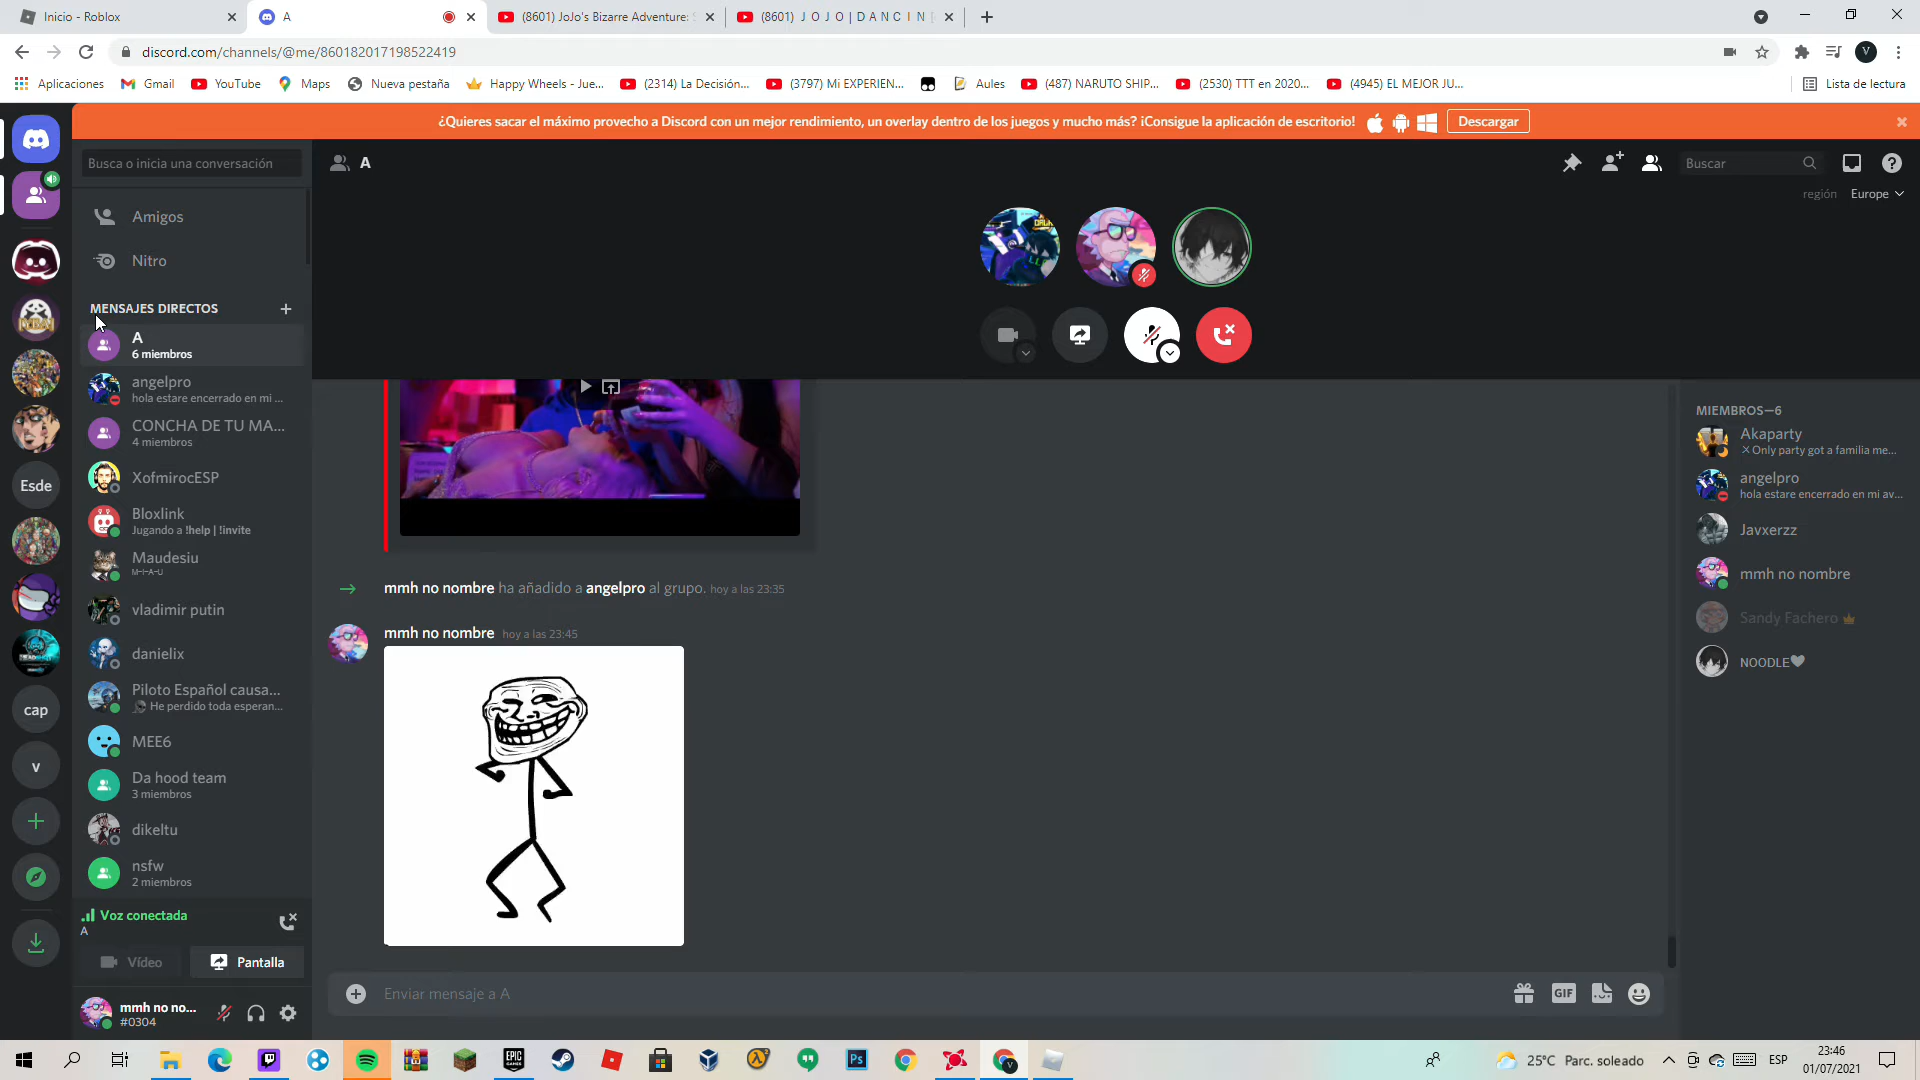 Inicio - Roblox
A
(8601) JoJo's Bizarre Adventure:
(8601) J O J O | D A N C I N
discord.com/channels/@me/860182017198522419
V
Aplicaciones
Gmail
YouTube
Maps
Nueva pestaña
Happy Wheels - Jue...
(2314) La Decisión...
(3797) Mi EXPERIEN...
Aules
(487) NARUTO SHIP...
(2530) TTT en 2020...
(4945) EL MEJOR JU...
Lista de lectura
¿Quieres sacar el máximo provecho a Discord con un mejor rendimiento, un overlay dentro de los juegos y mucho más? ¡Consigue la aplicación de escritorio!
Descargar
Busca o inicia una conversación
A
Buscar
región
Europe
Amigos
Nitro
MENSAJES DIRECTOS
A
6 miembros
angelpro
hola estare encerrado en mi ...
CONCHA DE TU MA...
4 miembros
XofmirocESP
Bloxlink
Jugando a !help | !invite
Maudesiu
M-I-A-U
vladimir putin
danielix
Piloto Español causa...
He perdido toda esperan...
MEE6
Da hood team
3 miembros
dikeltu
nsfw
2 miembros
Esde
cap
v
Voz conectada
A
Vídeo
Pantalla
mmh no no...
#0304
mmh no nombre ha añadido a angelpro al grupo. hoy a las 23:35
mmh no nombre hoy a las 23:45
Enviar mensaje a A
GIF
MIEMBROS—6
Akaparty
Only party got a familia me...
angelpro
hola estare encerrado en mi av...
Javxerzz
mmh no nombre
Sandy Fachero
NOODLE
EPIC
GAMES
Ps
V
25°C Parc. soleado
ESP
23:46
01/07/2021